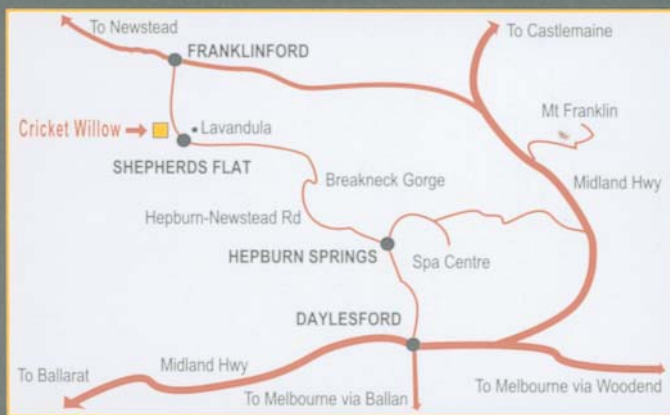 To Newstead
To Castlemaine
FRANKLINFORD
Mt Franklin
Cricket Willow
Lavandula
SHEPHERDS FLAT
Breakneck Gorge
Midland Hwy
Hepburn-Newstead Rd
HEPBURN SPRINGS
Spa Centre
DAYLESFORD
To Ballarat
Midland Hwy
To Melbourne via Ballan
To Melbourne via Woodend